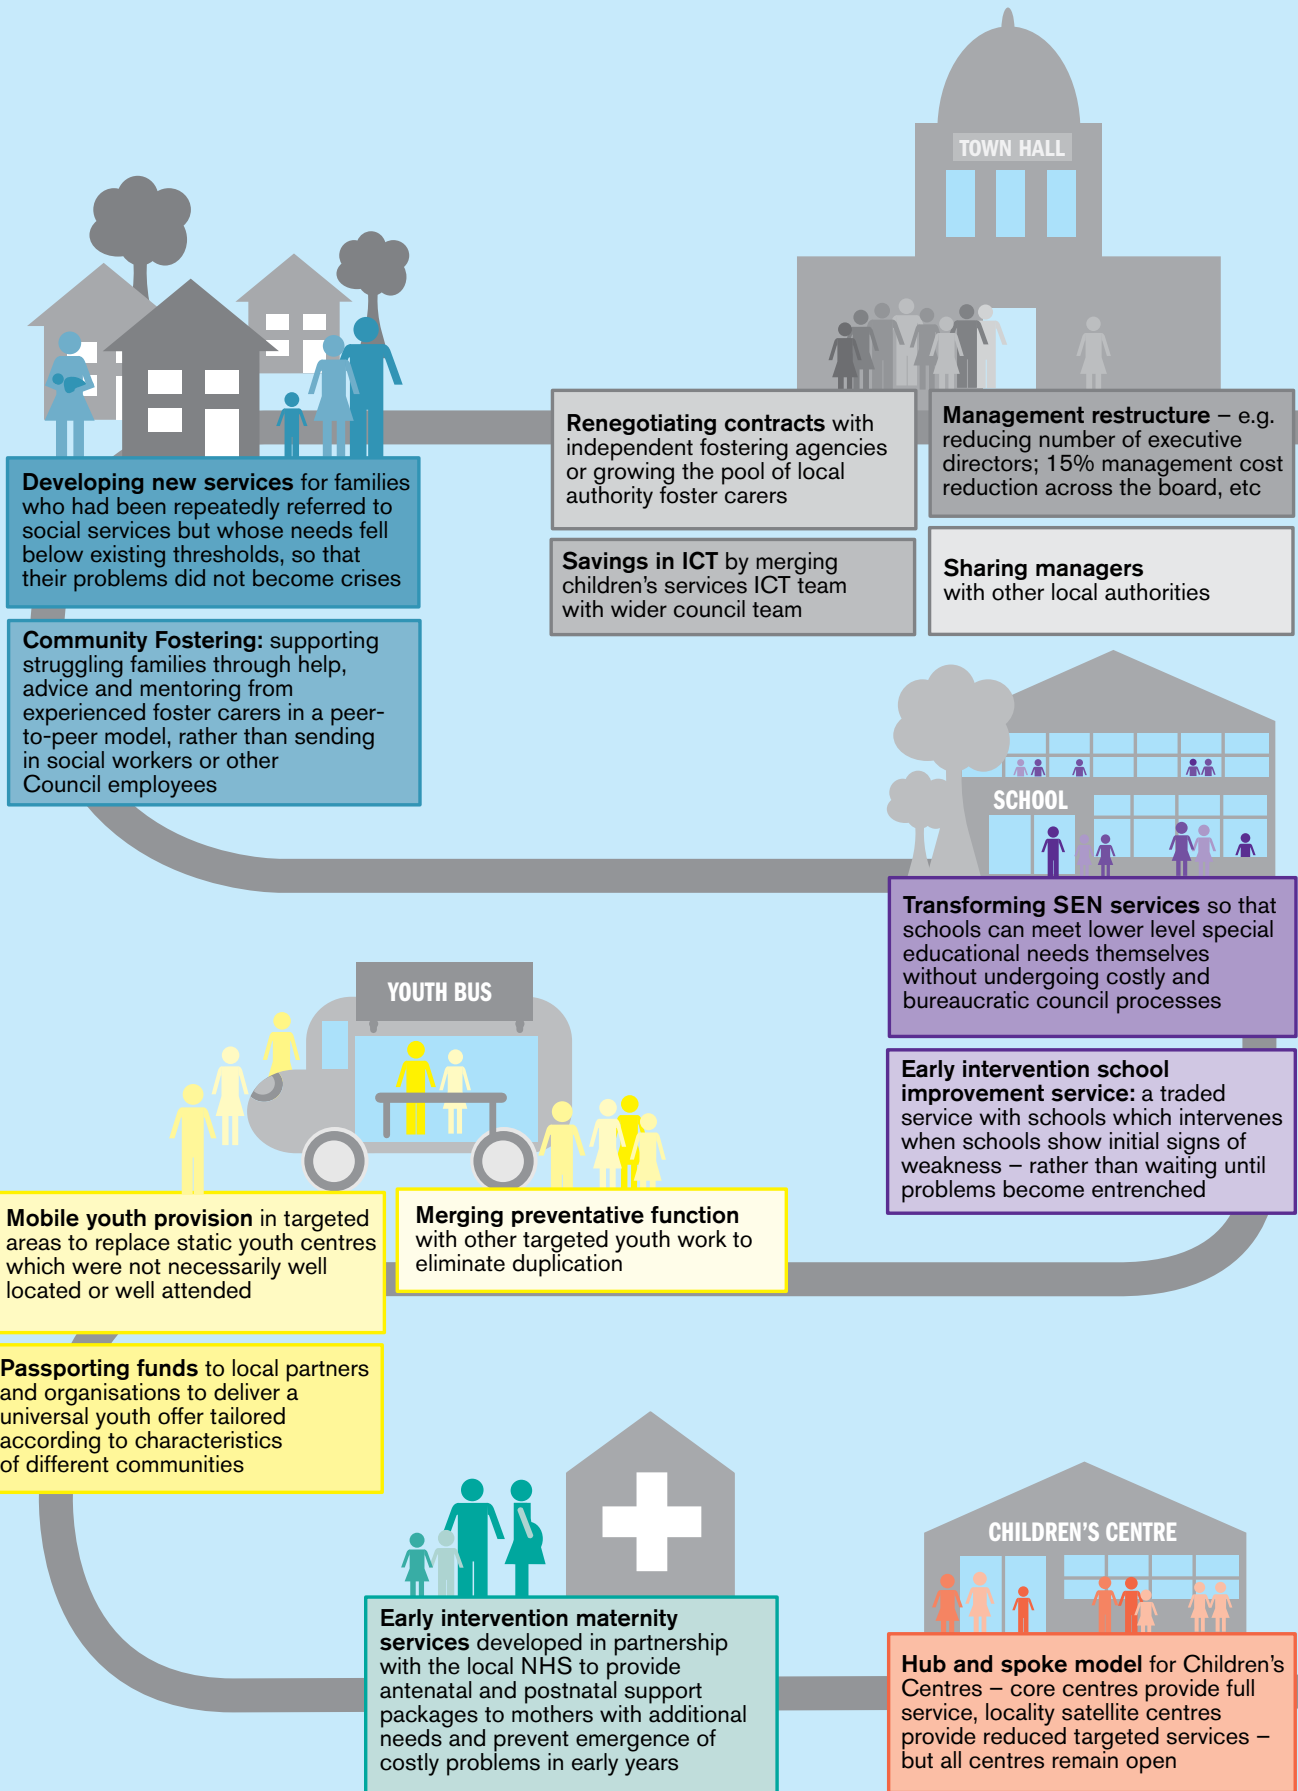 TOWN HALL
Renegotiating contracts with
independent fostering agencies
or growing the pool of local
authority foster carers
Management restructure – e.g.
reducing number of executive
directors; 15% management cost
reduction across the board, etc
Savings in ICT by merging
children's services ICT team
with wider council team
Sharing managers
with other local authorities
Developing new services for families
who had been repeatedly referred to
social services but whose needs fell
below existing thresholds, so that
their problems did not become crises
Community Fostering: supporting
struggling families through help,
advice and mentoring from
experienced foster carers in a peer-
to-peer model, rather than sending
in social workers or other
Council employees
SCHOOL
Transforming SEN services so that
schools can meet lower level special
educational needs themselves
without undergoing costly and
bureaucratic council processes
Early intervention school
improvement service: a traded
service with schools which intervenes
when schools show initial signs of
weakness – rather than waiting until
problems become entrenched
YOUTH BUS
Mobile youth provision in targeted
areas to replace static youth centres
which were not necessarily well
located or well attended
Merging preventative function
with other targeted youth work to
eliminate duplication
Passporting funds to local partners
and organisations to deliver a
universal youth offer tailored
according to characteristics
of different communities
Early intervention maternity
services developed in partnership
with the local NHS to provide
antenatal and postnatal support
packages to mothers with additional
needs and prevent emergence of
costly problems in early years
CHILDREN'S CENTRE
Hub and spoke model for Children's
Centres – core centres provide full
service, locality satellite centres
provide reduced targeted services –
but all centres remain open